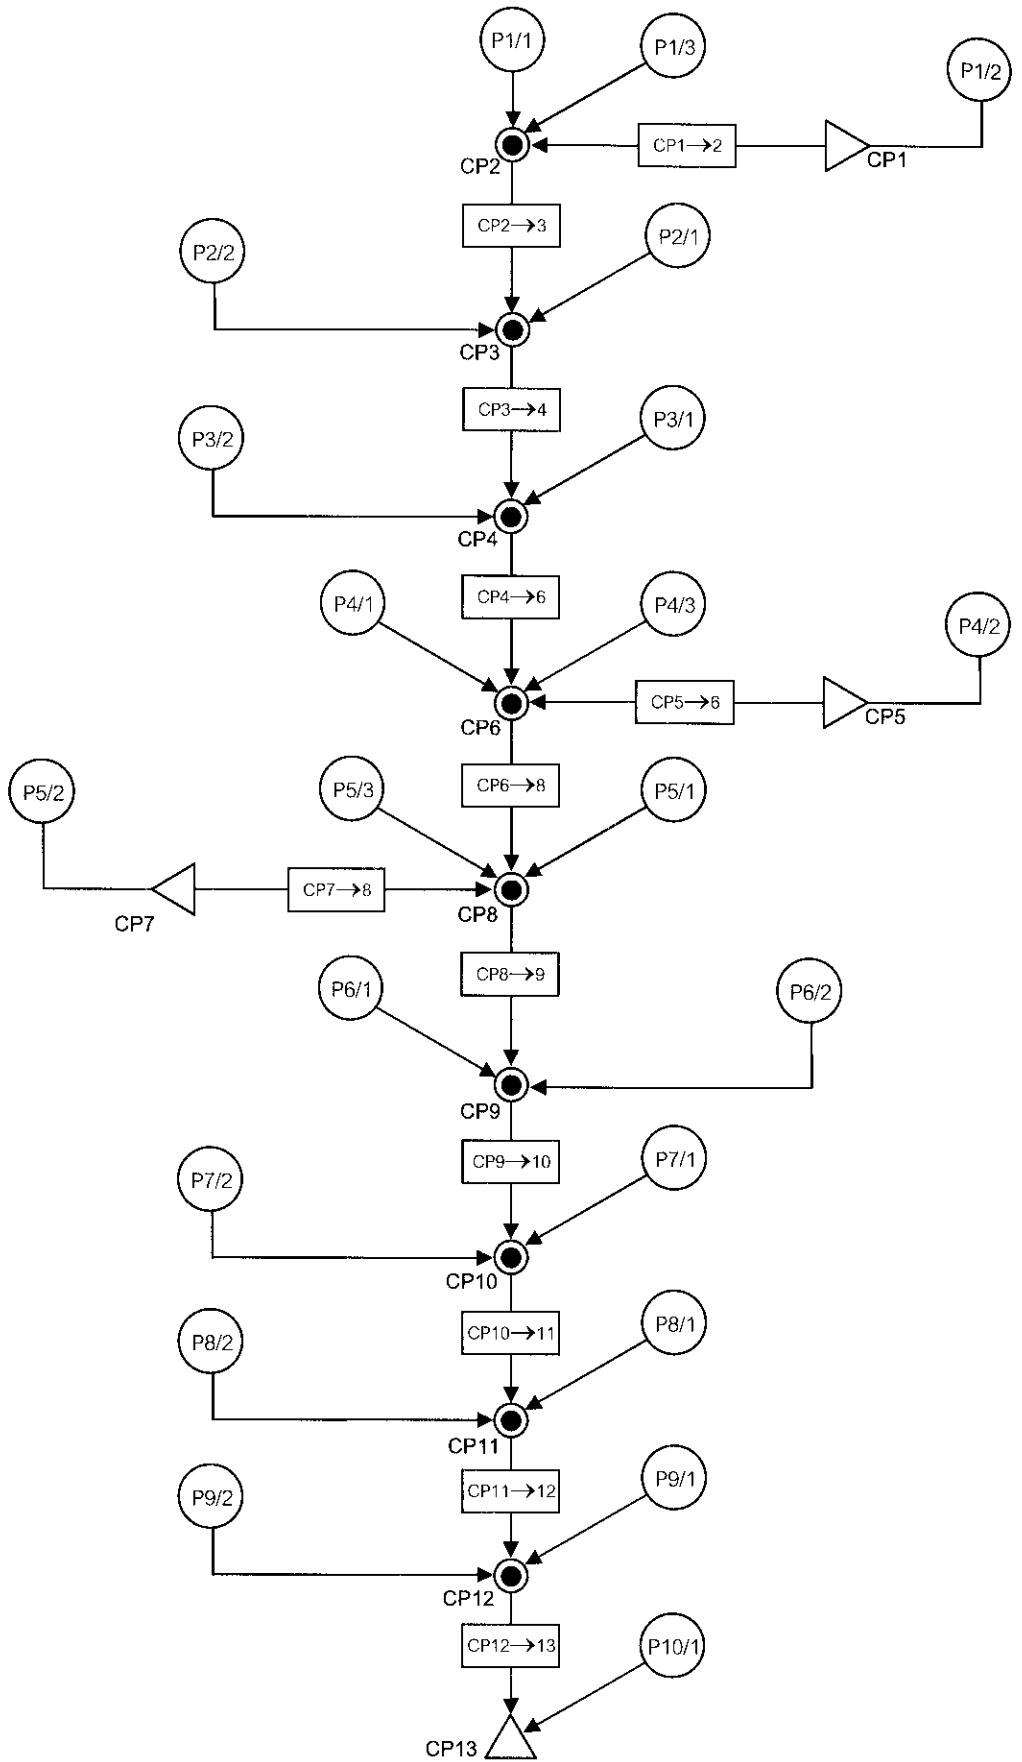 P1/1
P1/3
P1/2
CP1→2
CP1
CP2
CP2→3
P2/2
P2/1
CP3
CP3→4
P3/2
P3/1
CP4
CP4→6
P4/1
P4/3
P4/2
CP5→6
CP5
CP6
CP6→8
P5/2
P5/3
P5/1
CP7→8
CP7
CP8
CP8→9
P6/1
P6/2
CP9
CP9→10
P7/2
P7/1
CP10
CP10→11
P8/2
P8/1
CP11
CP11→12
P9/2
P9/1
CP12
CP12→13
P10/1
CP13